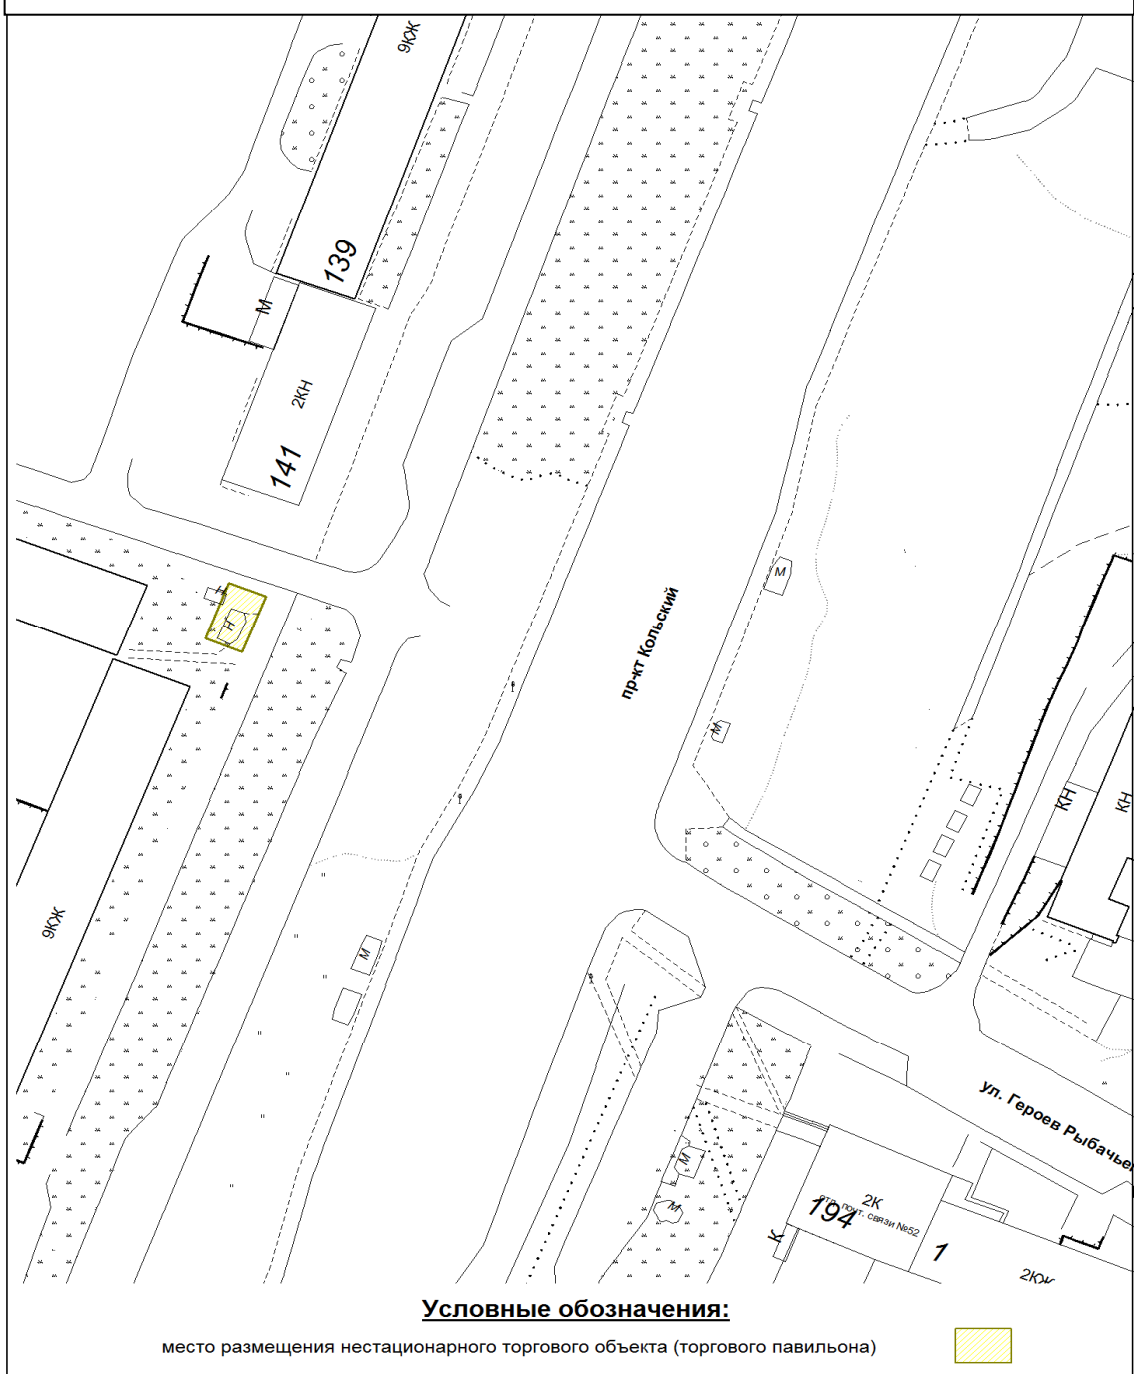 9КЖ
139
М
2КН
141
Н
Н
М
пр-кт Кольский
М
КН
КН
9КЖ
М
ул. Героев Рыбачье
М
М
2К
отд. почт. связи №52
194
К
1
2КЖ
Условные обозначения:
место размещения нестационарного торгового объекта (торгового павильона)